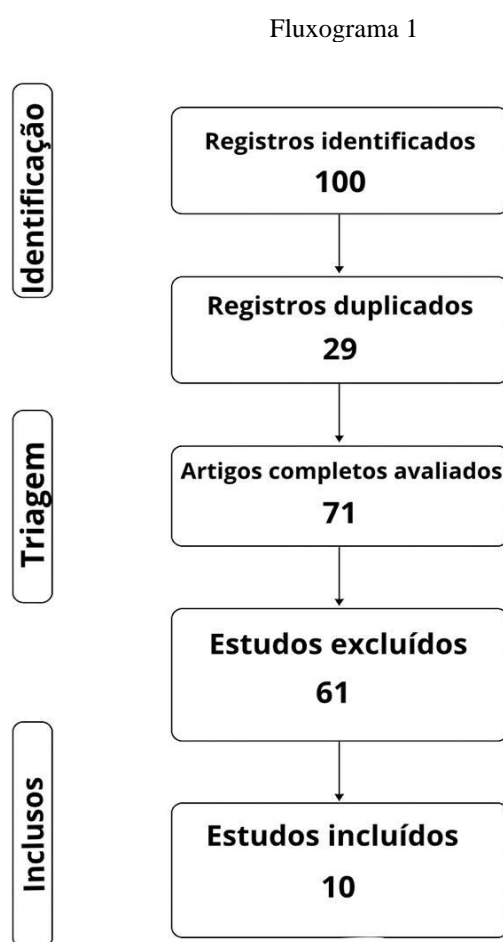 Fluxograma 1
Identificação
Registros identificados
100
Registros duplicados
29
Triagem
Artigos completos avaliados
71
Estudos excluídos
61
Inclusos
Estudos incluídos
10